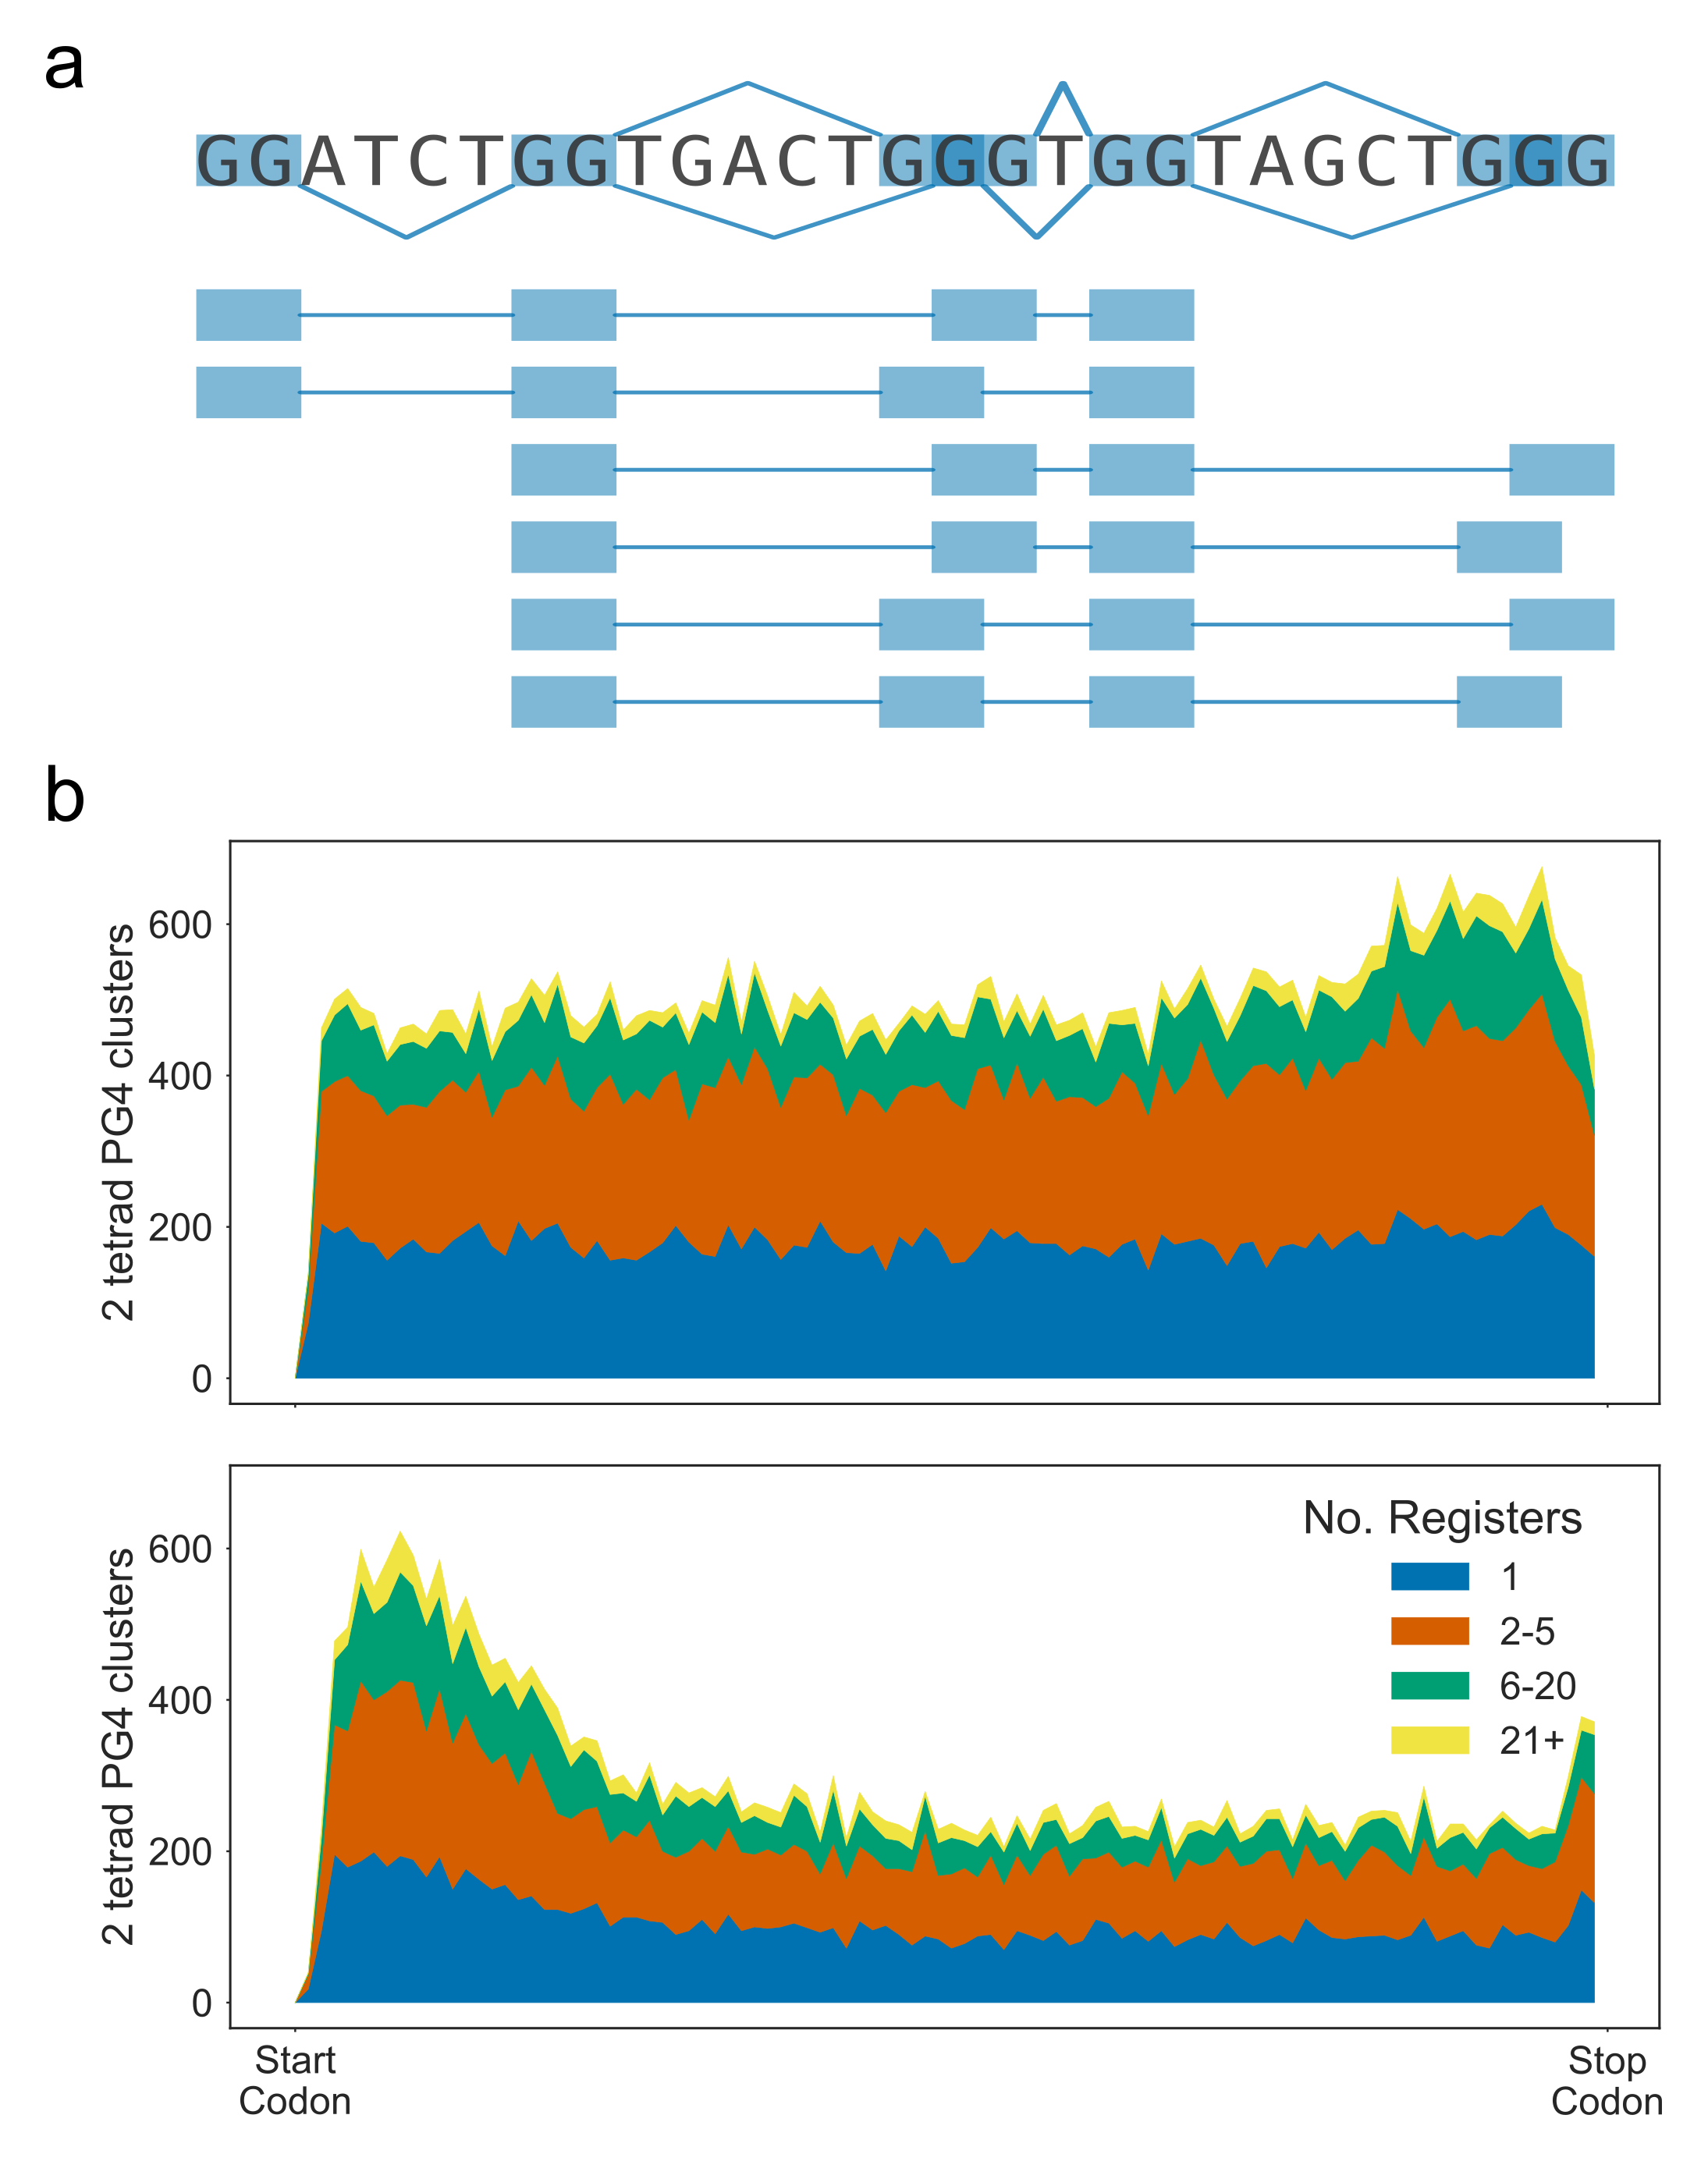 a
GGATCTGGTGACTGGGTGGTAGCTGGG
b
2 tetrad PG4 clusters
600
400
200
0
2 tetrad PG4 clusters
600
400
200
0
No. Registers
1
2-5
6-20
21+
Start
Codon
Stop
Codon